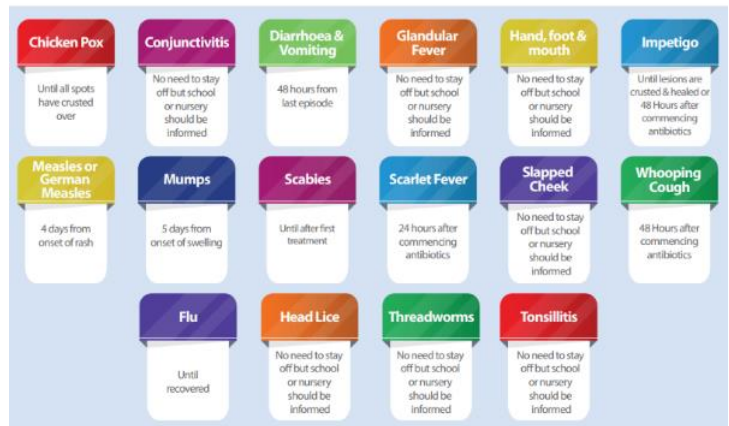 Chicken Pox
Until all spots
have crusted
over
Conjunctivitis
No need to stay
off but school
or nursery
should be
informed
Diarrhoea &
Vomiting
48 hours from
last episode
Glandular
Fever
No need to stay
off but school
or nursery
should be
informed
Hand, foot &
mouth
No need to stay
off but school
or nursery
should be
informed
Impetigo
Until lesions are
crusted & healed or
48 Hours after
commencing
antibiotics
Measles or
German
Measles
4 days from
onset of rash
Mumps
5 days from
onset of swelling
Scabies
Until after first
treatment
Scarlet Fever
24 hours after
commencing
antibiotics
Slapped
Cheek
No need to stay
off but school
or nursery
should be
informed
Whooping
Cough
48 Hours after
commencing
antibiotics
Flu
Until
recovered
Head Lice
No need to stay
off but school
or nursery
should be
informed
Threadworms
No need to stay
off but school
or nursery
should be
informed
Tonsillitis
No need to stay
off but school
or nursery
should be
informed